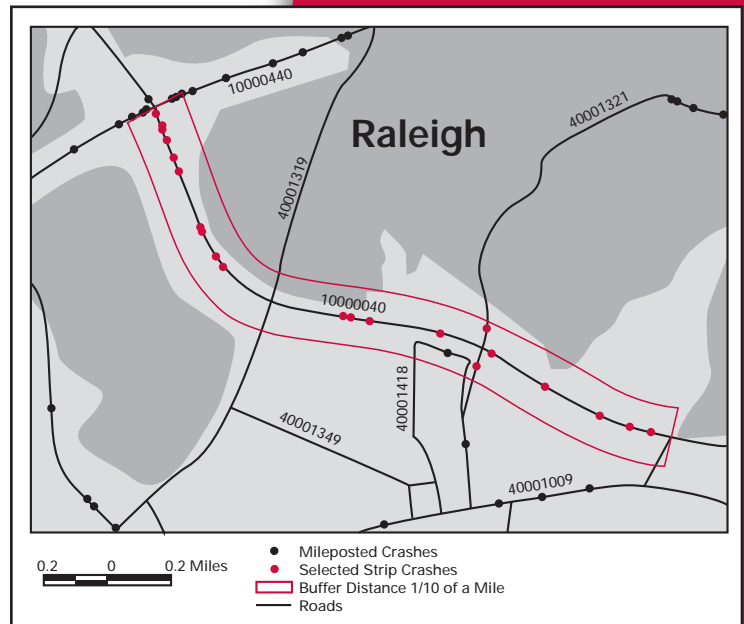 10000440
Raleigh
40001321
40001319
10000040
40001418
40001349
40001009
0.2 0 0.2 Miles
Mileposted Crashes
Selected Strip Crashes
Buffer Distance 1/10 of a Mile
Roads